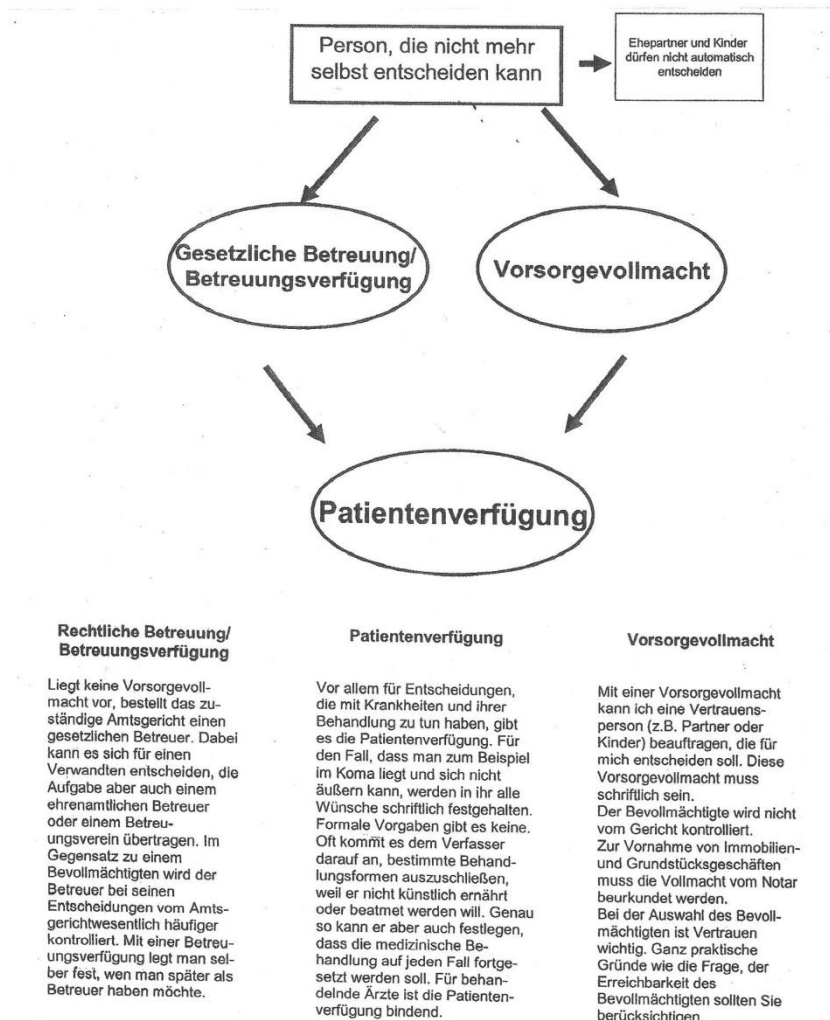 Person, die nicht mehr
selbst entscheiden kann
Ehepartner und Kinder
dürfen nicht automatisch
entscheiden
Gesetzliche Betreuung/
Betreuungsverfügung
Vorsorgevollmacht
Patientenverfügung
Rechtliche Betreuung/
Betreuungsverfügung
Liegt keine Vorsorgevoll-
macht vor, bestellt das zu-
ständige Amtsgericht einen
gesetzlichen Betreuer. Dabei
kann es sich für einen
Verwandten entscheiden, die
Aufgabe aber auch einem
ehrenamtlichen Betreuer
oder einem Betreu-
ungsverein übertragen. Im
Gegensatz zu einem
Bevollmächtigten wird der
Betreuer bei seinen
Entscheidungen vom Amts-
gerichtwesentlich häufiger
kontrolliert. Mit einer Betreu-
ungsverfügung legt man sel-
ber fest, wen man später als
Betreuer haben möchte.
Patientenverfügung
Vor allem für Entscheidungen,
die mit Krankheiten und ihrer
Behandlung zu tun haben, gibt
es die Patientenverfügung. Für
den Fall, dass man zum Beispiel
im Koma liegt und sich nicht
äußern kann, werden in ihr alle
Wünsche schriftlich festgehalten.
Formale Vorgaben gibt es keine.
Oft kommt es dem Verfasser
darauf an, bestimmte Behand-
lungsformen auszuschließen,
weil er nicht künstlich ernährt
oder beatmet werden will. Genau
so kann er aber auch festlegen,
dass die medizinische Be-
handlung auf jeden Fall fortge-
setzt werden soll. Für behan-
delnde Ärzte ist die Patienten-
verfügung bindend.
Vorsorgevollmacht
Mit einer Vorsorgevollmacht
kann ich eine Vertrauens-
person (z.B. Partner oder
Kinder) beauftragen, die für
mich entscheiden soll. Diese
Vorsorgevollmacht muss
schriftlich sein.
Der Bevollmächtigte wird nicht
vom Gericht kontrolliert.
Zur Vornahme von Immobilien-
und Grundstücksgeschäften
muss die Vollmacht vom Notar
beurkundet werden.
Bei der Auswahl des Bevoll-
mächtigten ist Vertrauen
wichtig. Ganz praktische
Gründe wie die Frage, der
Erreichbarkeit des
Bevollmächtigten sollten Sie
berücksichtigen.